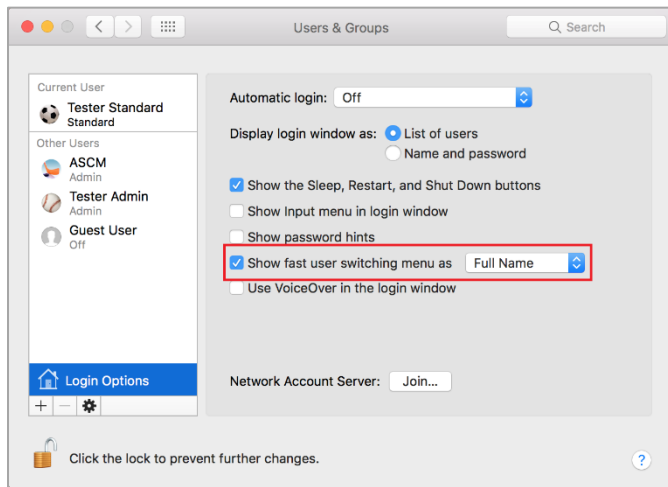 Users & Groups
Search
Current User
Tester Standard
Standard
Other Users
ASCM
Admin
Tester Admin
Admin
Guest User
Off
Login Options
Automatic login: Off
Display login window as: List of users
Name and password
Show the Sleep, Restart, and Shut Down buttons
Show Input menu in login window
Show password hints
Show fast user switching menu as Full Name
Use VoiceOver in the login window
Network Account Server: Join...
Click the lock to prevent further changes.
?